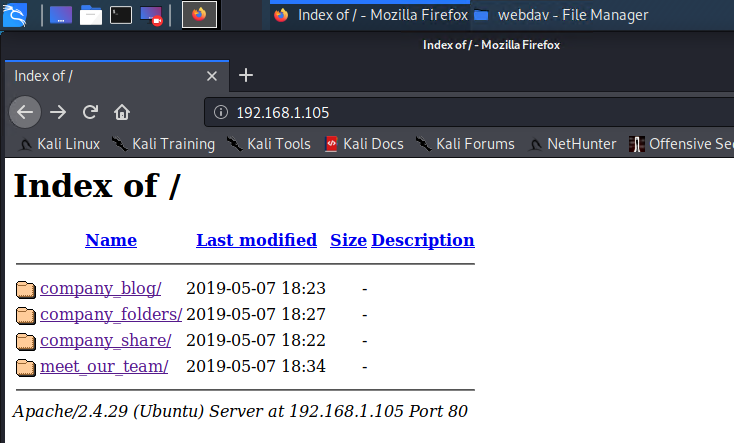 Index of / - Mozilla Firefox
webdav - File Manager
Index of / - Mozilla Firefox
Index of /
192.168.1.105
Kali Linux Kali Training Kali Tools Kali Docs Kali Forums NetHunter Offensive Sec
Index of /
Name Last modified Size Description
company_blog/ 2019-05-07 18:23 -
company_folders/ 2019-05-07 18:27 -
company_share/ 2019-05-07 18:22 -
meet_our_team/ 2019-05-07 18:34 -
Apache/2.4.29 (Ubuntu) Server at 192.168.1.105 Port 80